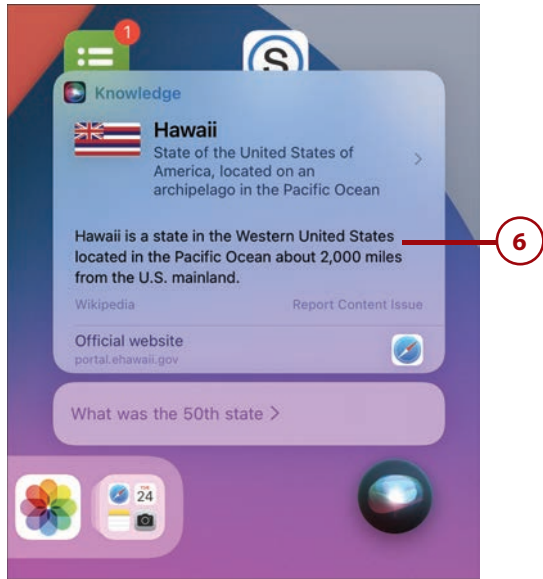 1
S
Knowledge
Hawaii
State of the United States of
America, located on an
archipelago in the Pacific Ocean
Hawaii is a state in the Western United States
located in the Pacific Ocean about 2,000 miles
from the U.S. mainland.
6
Wikipedia Report Content Issue
Official website
portal.ehawaii.gov
What was the 50th state >
TUE
24